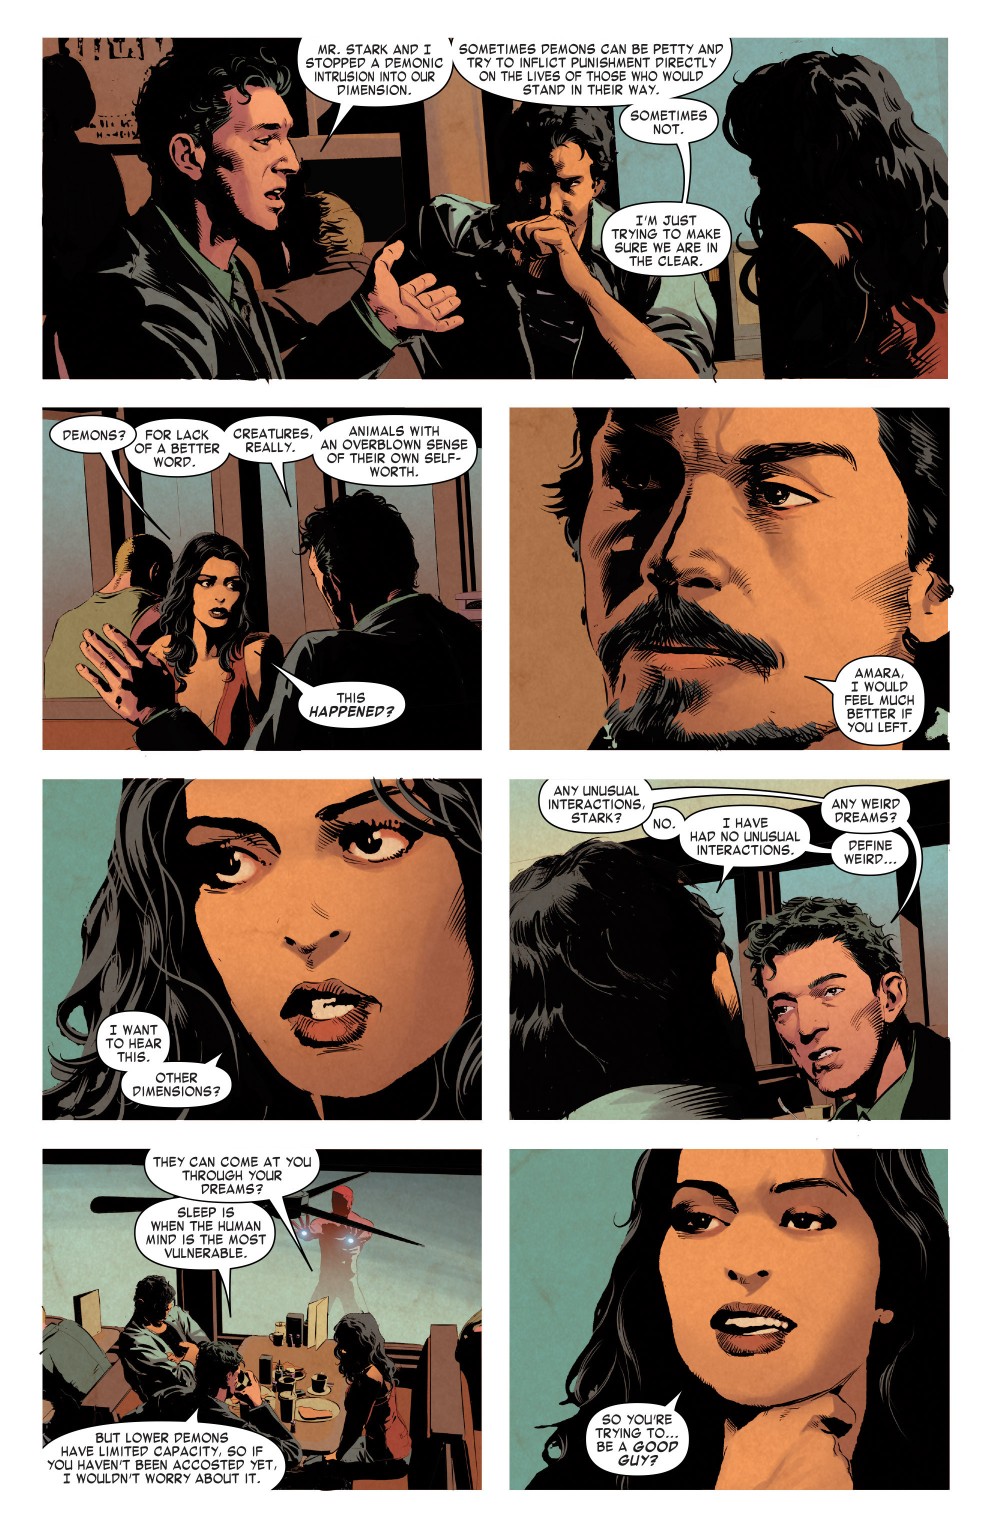 MR. STARK AND I
STOPPED A DEMONIC
INTRUSION INTO OUR
DIMENSION.
SOMETIMES DEMONS CAN BE PETTY AND
TRY TO INFLICT PUNISHMENT DIRECTLY
ON THE LIVES OF THOSE WHO WOULD
STAND IN THEIR WAY.
SOMETIMES
NOT.
I'M JUST
TRYING TO MAKE
SURE WE ARE IN
THE CLEAR.
DEMONS?
FOR LACK
OF A BETTER
WORD.
CREATURES,
REALLY.
ANIMALS WITH
AN OVERBLOWN SENSE
OF THEIR OWN SELF-
WORTH.
THIS
HAPPENED?
AMARA,
I WOULD
FEEL MUCH
BETTER IF
YOU LEFT.
I WANT
TO HEAR
THIS.
OTHER
DIMENSIONS?
ANY UNUSUAL
INTERACTIONS,
STARK?
NO.
I HAVE
HAD NO UNUSUAL
INTERACTIONS.
ANY WEIRD
DREAMS?
DEFINE
WEIRD...
THEY CAN COME AT YOU
THROUGH YOUR
DREAMS?
SLEEP IS
WHEN THE HUMAN
MIND IS THE MOST
VULNERABLE.
BUT LOWER DEMONS
HAVE LIMITED CAPACITY, SO IF
YOU HAVEN'T BEEN ACCOSTED YET,
I WOULDN'T WORRY ABOUT IT.
SO YOU'RE
TRYING TO...
BE A GOOD
GUY?